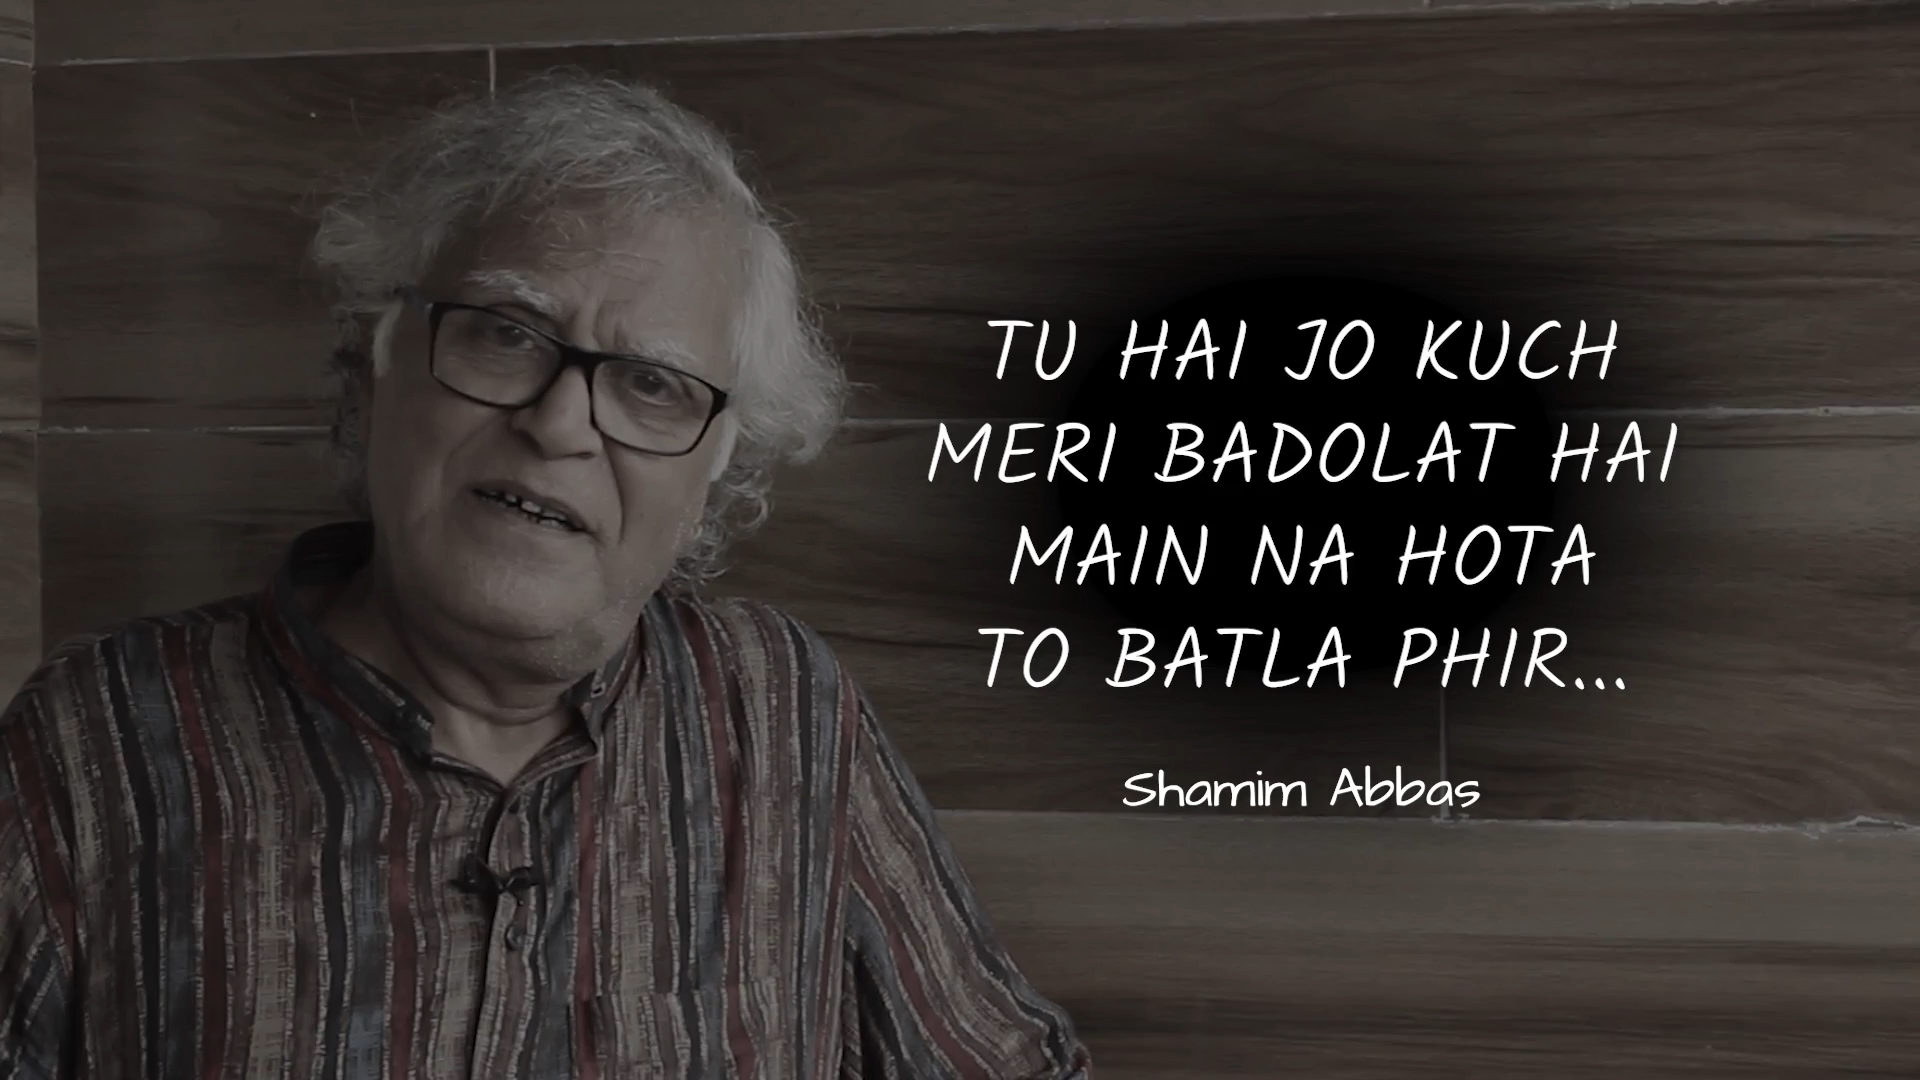 TU HAI JO KUCH
MERI BADOLAT HAI
MAIN NA HOTA
TO BATLA PHIR...
Shamim Abbas